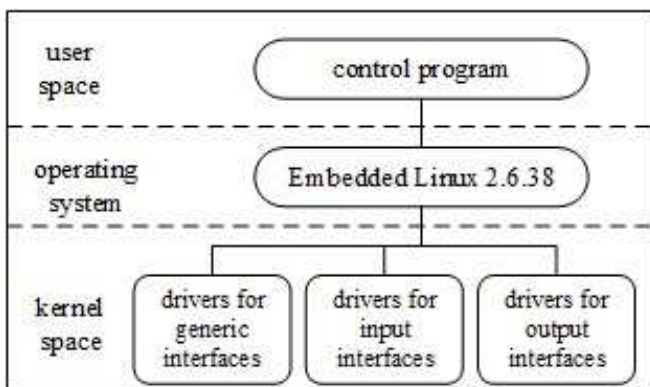 user
space
control program
operating
system
Embedded Linux 2.6.38
kernel
space
drivers for
generic
interfaces
drivers for
input
interfaces
drivers for
output
interfaces